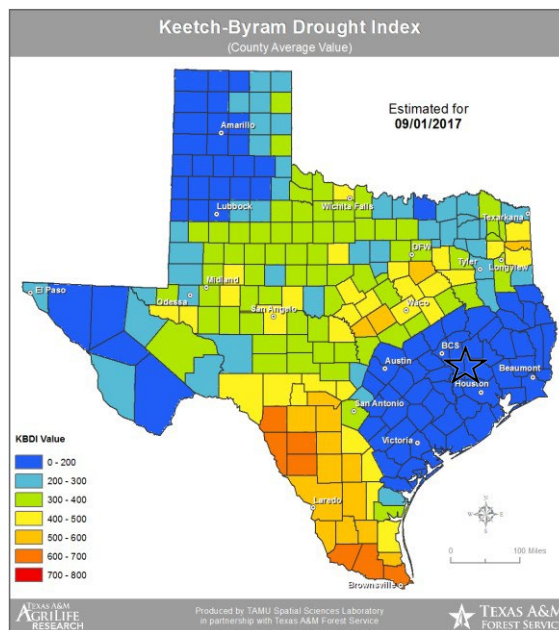 Keetch-Byram Drought Index
(County Average Value)
Estimated for
09/01/2017
Amarillo
Lubbock
Wichita Falls
Texarkana
DFW
Tyler
Longview
El Paso
Midland
Odessa
San Angelo
Waco
BCS
Austin
Beaumont
Houston
San Antonio
Victoria
KBDI Value
0 - 200
200 - 300
300 - 400
400 - 500
500 - 600
600 - 700
700 - 800
Laredo
Brownsville
N
W
E
S
0
100 Miles
TEXAS A&M
AGRILIFE
RESEARCH
Produced by TAMU Spatial Sciences Laboratory
in partnership with Texas A&M Forest Service
TEXAS A&M
FOREST SERVICE